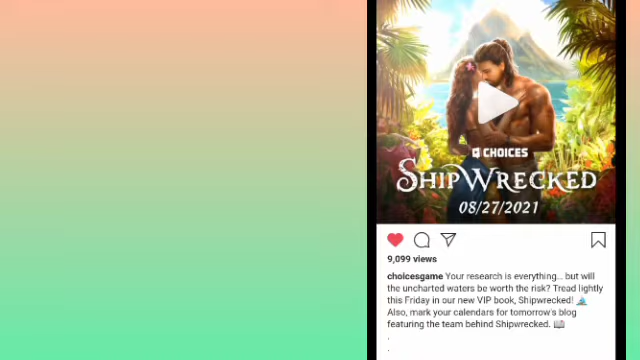 CHOICES
SHIPWRECKED
08/27/2021
9,099 views
choicesgame Your research is everything... but will
the uncharted waters be worth the risk? Tread lightly
this Friday in our new VIP book, Shipwrecked! ⛵
Also, mark your calendars for tomorrow's blog
featuring the team behind Shipwrecked. 📖
.
.